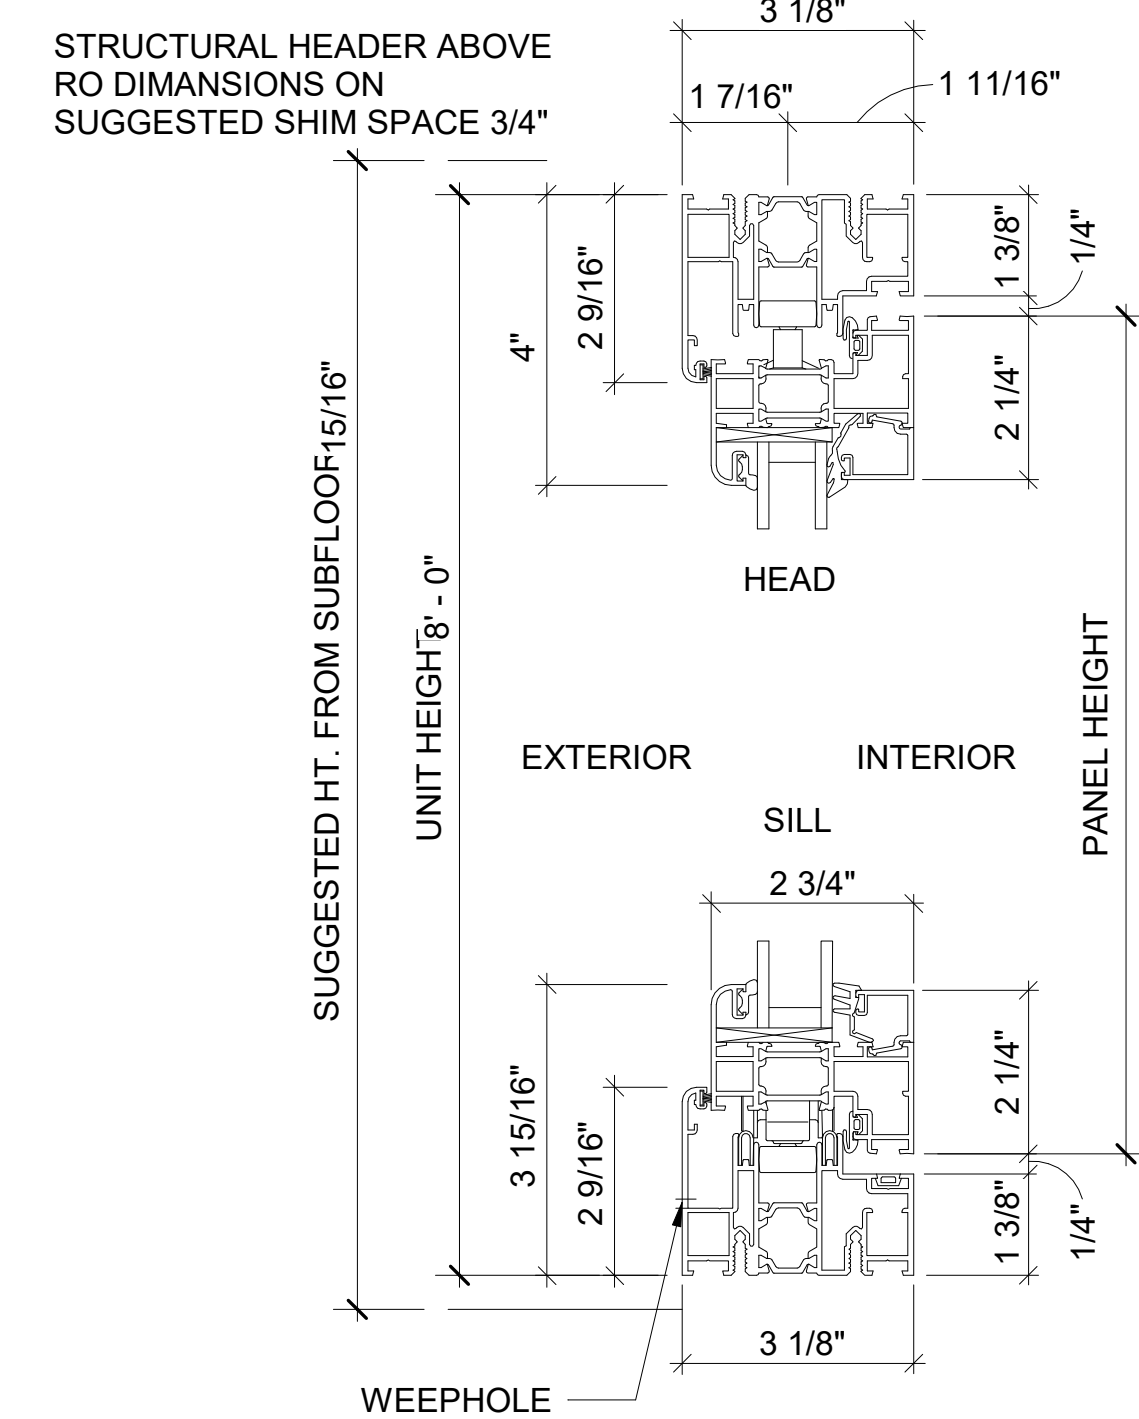 3 1/8"
STRUCTURAL HEADER ABOVE
RO DIMANSIONS ON
SUGGESTED SHIM SPACE 3/4"
1 7/16"
1 11/16"
1 3/8"
1/4"
2 9/16"
4"
2 1/4"
SUGGESTED HT. FROM SUBFLOOR
15/16"
UNIT HEIGHT
8' - 0"
HEAD
PANEL HEIGHT
EXTERIOR
INTERIOR
SILL
2 3/4"
3 15/16"
2 9/16"
2 1/4"
1 3/8"
1/4"
3 1/8"
WEEPHOLE